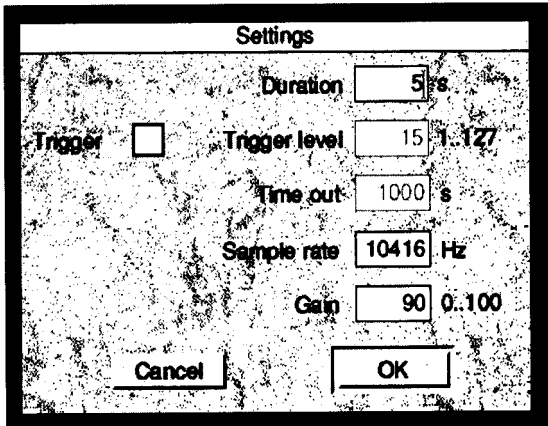 Settings
Duration 5 s
Trigger Trigger level 15 1..127
Time out 1000 s
Sample rate 10416 Hz
Gain 90 0..100
Cancel OK